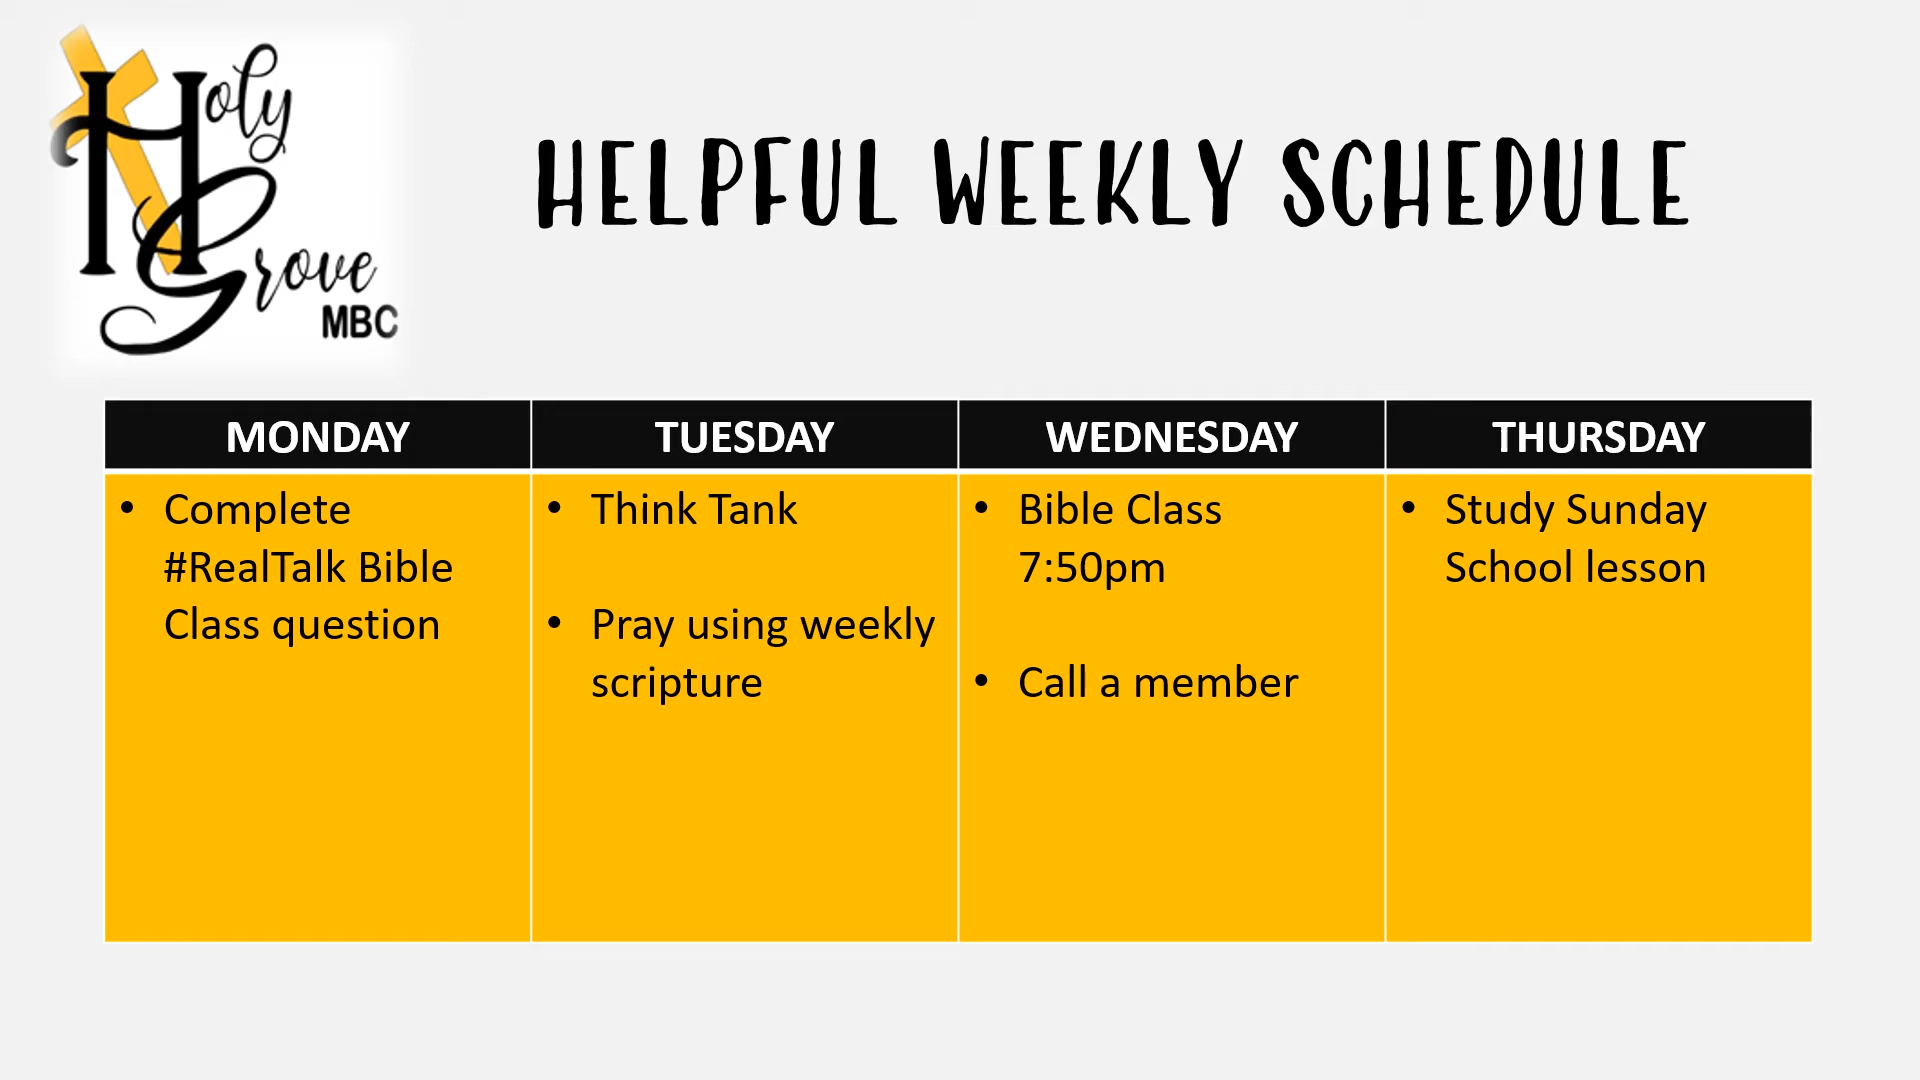 Holy
Grove
MBC
HELPFUL WEEKLY SCHEDULE
MONDAY
TUESDAY
WEDNESDAY
THURSDAY
• Complete
#RealTalk Bible
Class question
• Think Tank
• Pray using weekly
scripture
• Bible Class
7:50pm
• Call a member
• Study Sunday
School lesson